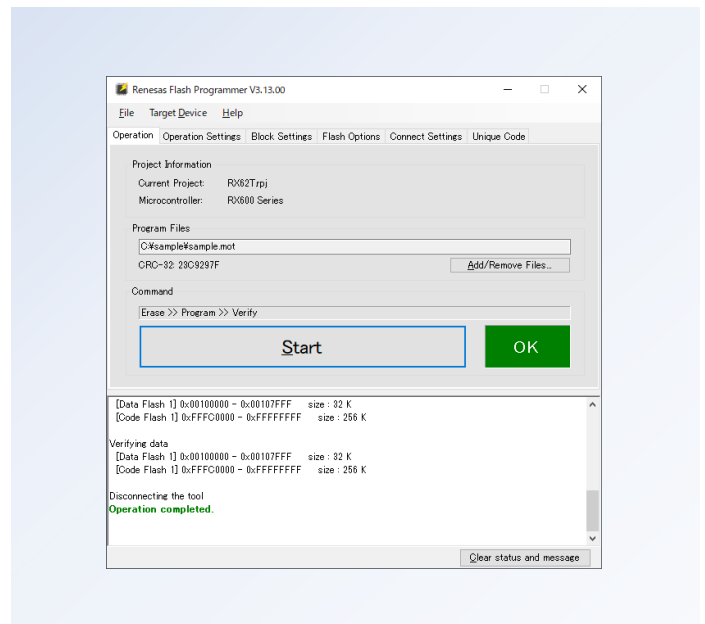 Renesas Flash Programmer V3.13.00
File Target Device Help
Operation Operation Settings Block Settings Flash Options Connect Settings Unique Code
Project Information
Current Project: RX62T.rpj
Microcontroller: RX600 Series
Program Files
C:¥sample¥sample.mot
CRC-32: 23C9297F Add/Remove Files...
Command
Erase >> Program >> Verify
Start OK
[Data Flash 1] 0x00100000 - 0x00107FFF size : 32 K
[Code Flash 1] 0xFFFC0000 - 0xFFFFFFFF size : 256 K
Verifying data
[Data Flash 1] 0x00100000 - 0x00107FFF size : 32 K
[Code Flash 1] 0xFFFC0000 - 0xFFFFFFFF size : 256 K
Disconnecting the tool
Operation completed.
Clear status and message